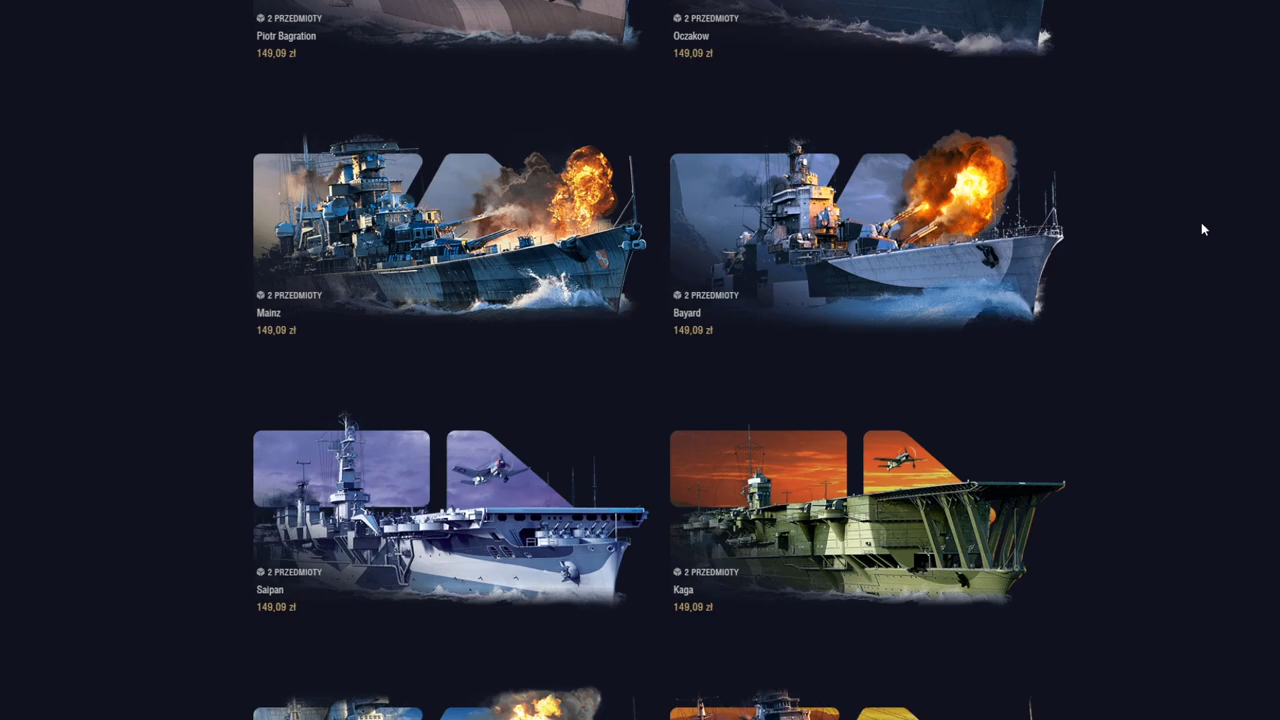 2 PRZEDMIOTY
Piotr Bagration
149,09 zł
2 PRZEDMIOTY
Oczakow
149,09 zł
2 PRZEDMIOTY
Mainz
149,09 zł
2 PRZEDMIOTY
Bayard
149,09 zł
2 PRZEDMIOTY
Saipan
149,09 zł
2 PRZEDMIOTY
Kaga
149,09 zł